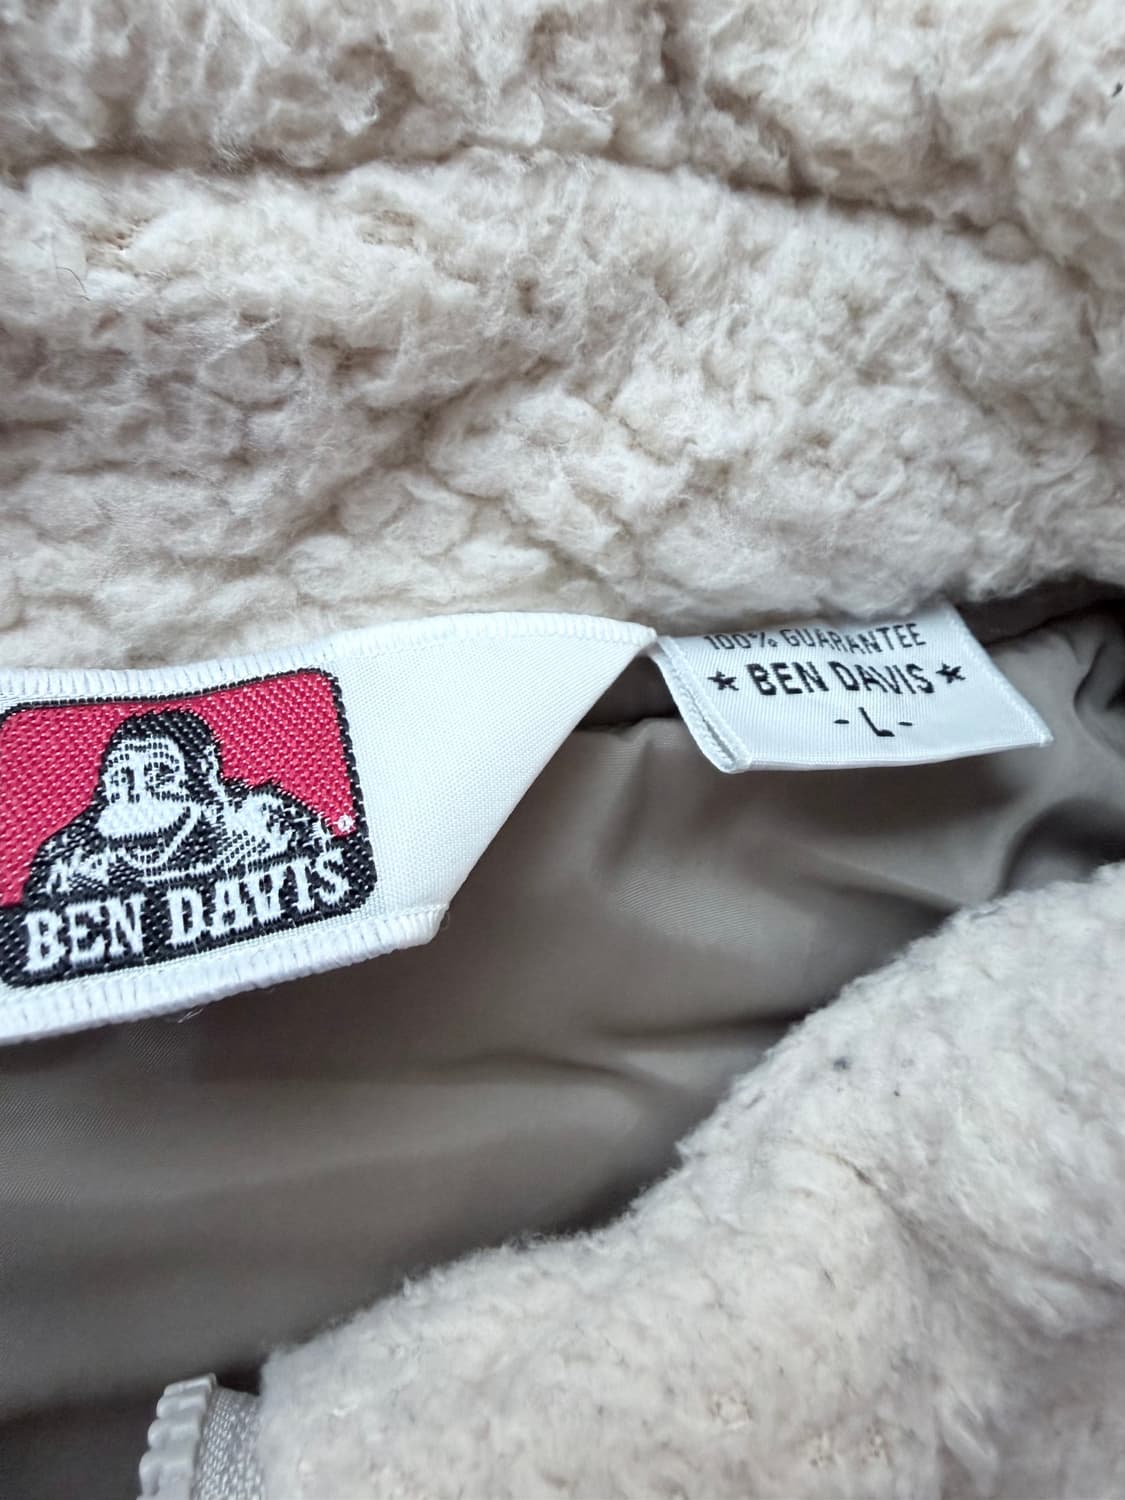 BEN DAVIS
®
100% GUARANTEE
★ BEN DAVIS ★
- L -